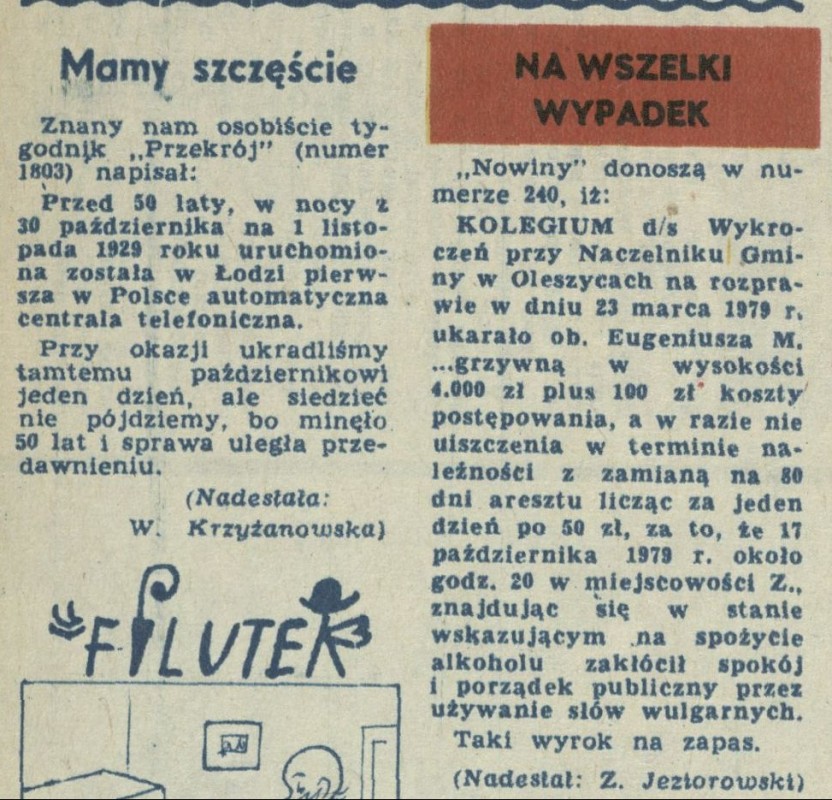 Mamy szczęście
Znany nam osobiście ty-
godnik „Przekrój” (numer
1803) napisał:
Przed 50 laty, w nocy z
30 października na 1 listo-
pada 1929 roku uruchomio-
na została w Łodzi pierw-
sza w Polsce automatyczna
centrala telefoniczna.
Przy okazji ukradliśmy
tamtemu październikowi
jeden dzień, ale siedzieć
nie pójdziemy, bo minęło
50 lat i sprawa uległa prze-
dawnieniu.
(Nadesłała:
W. Krzyżanowska)
FILUTEK
NA WSZELKI
WYPADEK
„Nowiny” donoszą w nu-
merze 240, iż:
KOLEGIUM d/s Wykro-
czeń przy Naczelniku Gmi-
ny w Oleszycach na rozpra-
wie w dniu 23 marca 1979 r.
ukarało ob. Eugeniusza M.
...grzywną w wysokości
4.000 zł plus 100 zł koszty
postępowania, a w razie nie
uiszczenia w terminie na-
leźności z zamianą na 80
dni aresztu licząc za jeden
dzień po 50 zł, za to, że 17
października 1979 r. około
godz. 20 w miejscowości Z.,
znajdując się w stanie
wskazującym na spożycie
alkoholu zakłócił spokój
i porządek publiczny przez
używanie słów wulgarnych.
Taki wyrok na zapas.
(Nadesłał: Z. Jeziorowski)